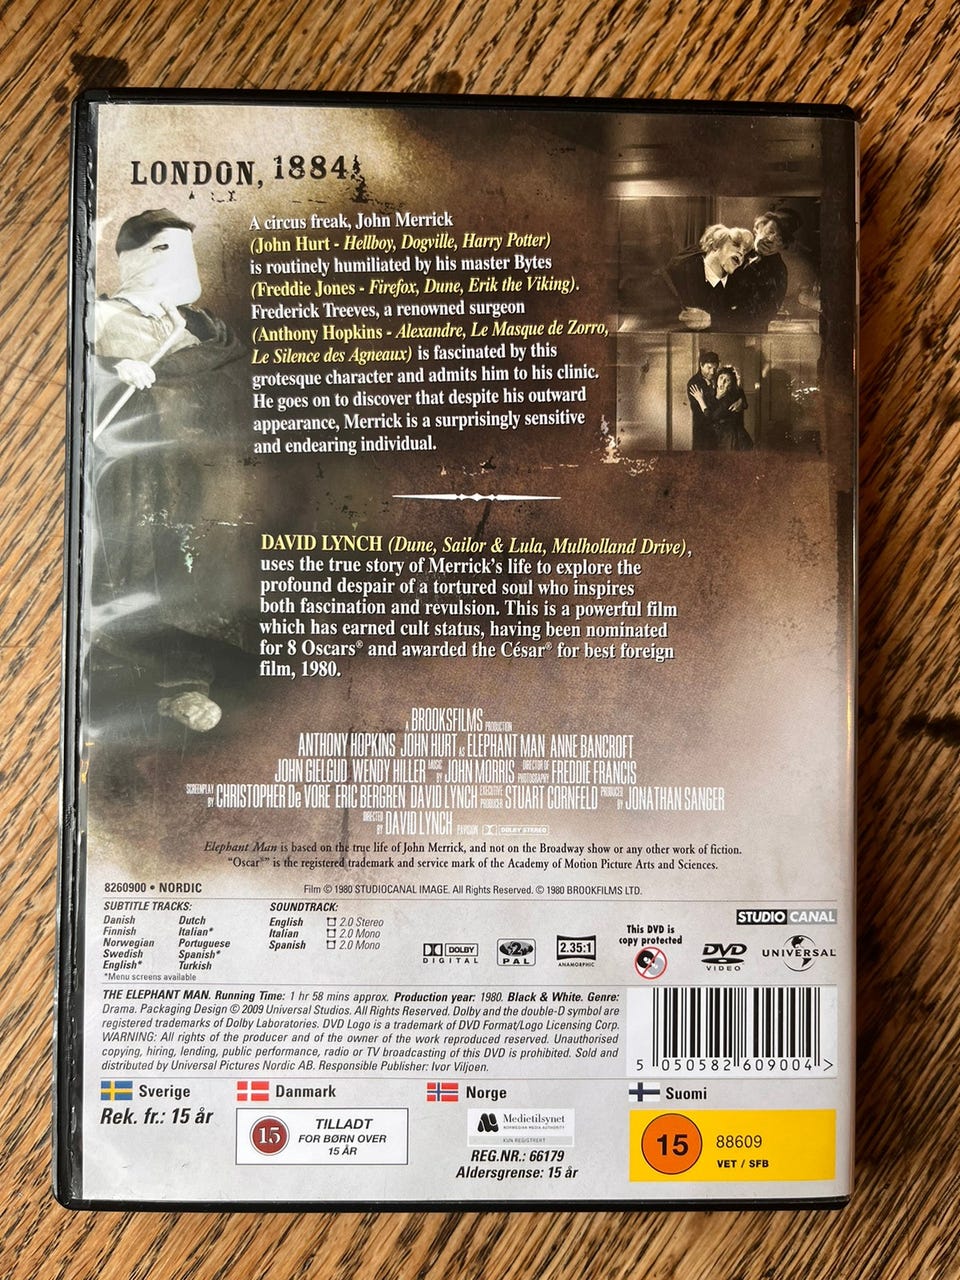 LONDON, 1884
A circus freak, John Merrick
(John Hurt - Hellboy, Dogville, Harry Potter)
is routinely humiliated by his master Bytes
(Freddie Jones - Firefox, Dune, Erik the Viking).
Frederick Treeves, a renowned surgeon
(Anthony Hopkins - Alexandre, Le Masque de Zorro,
Le Silence des Agneaux) is fascinated by this
grotesque character and admits him to his clinic.
He goes on to discover that despite his outward
appearance, Merrick is a surprisingly sensitive
and endearing individual.
DAVID LYNCH (Dune, Sailor & Lula, Mulholland Drive),
uses the true story of Merrick's life to explore the
profound despair of a tortured soul who inspires
both fascination and revulsion. This is a powerful film
which has earned cult status, having been nominated
for 8 Oscars® and awarded the César® for best foreign
film, 1980.
A BROOKSFILMS PRODUCTION
ANTHONY HOPKINS JOHN HURT AS ELEPHANT MAN ANNE BANCROFT
JOHN GIELGUD WENDY HILLER MUSIC BY JOHN MORRIS DIRECTOR OF PHOTOGRAPHY FREDDIE FRANCIS
SCREENPLAY BY CHRISTOPHER De VORE ERIC BERGREN DAVID LYNCH EXECUTIVE PRODUCER STUART CORNFELD PRODUCED BY JONATHAN SANGER
DIRECTED BY DAVID LYNCH DOLBY STEREO
Elephant Man is based on the true life of John Merrick, and not on the Broadway show or any other work of fiction.
"Oscar®" is the registered trademark and service mark of the Academy of Motion Picture Arts and Sciences.
8260900 • NORDIC
Film © 1980 STUDIOCANAL IMAGE. All Rights Reserved. © 1980 BROOKFILMS LTD.
SUBTITLE TRACKS:
Danish Dutch
Finnish Italian*
Norwegian Portuguese
Swedish Spanish*
English* Turkish
*Menu screens available
SOUNDTRACK:
English 2.0 Stereo
Italian 2.0 Mono
Spanish 2.0 Mono
DOLBY
DIGITAL
2
PAL
2.35:1
ANAMORPHIC
This DVD is
copy protected
STUDIO CANAL
DVD
VIDEO
UNIVERSAL
THE ELEPHANT MAN. Running Time: 1 hr 58 mins approx. Production year: 1980. Black & White. Genre:
Drama. Packaging Design © 2009 Universal Studios. All Rights Reserved. Dolby and the double-D symbol are
registered trademarks of Dolby Laboratories. DVD Logo is a trademark of DVD Format/Logo Licensing Corp.
WARNING: All rights of the producer and of the owner of the work reproduced reserved. Unauthorised
copying, hiring, lending, public performance, radio or TV broadcasting of this DVD is prohibited. Sold and
distributed by Universal Pictures Nordic AB. Responsible Publisher: Ivor Viljoen.
5 050582 609004 >
Sverige
Rek. fr.: 15 år
Danmark
15
TILLADT
FOR BØRN OVER
15 ÅR
Norge
Medietilsynet
NORWEGIAN MEDIA AUTHORITY
KUN REGISTRERT
REG.NR.: 66179
Aldersgrense: 15 år
Suomi
15
88609
VET / SFB